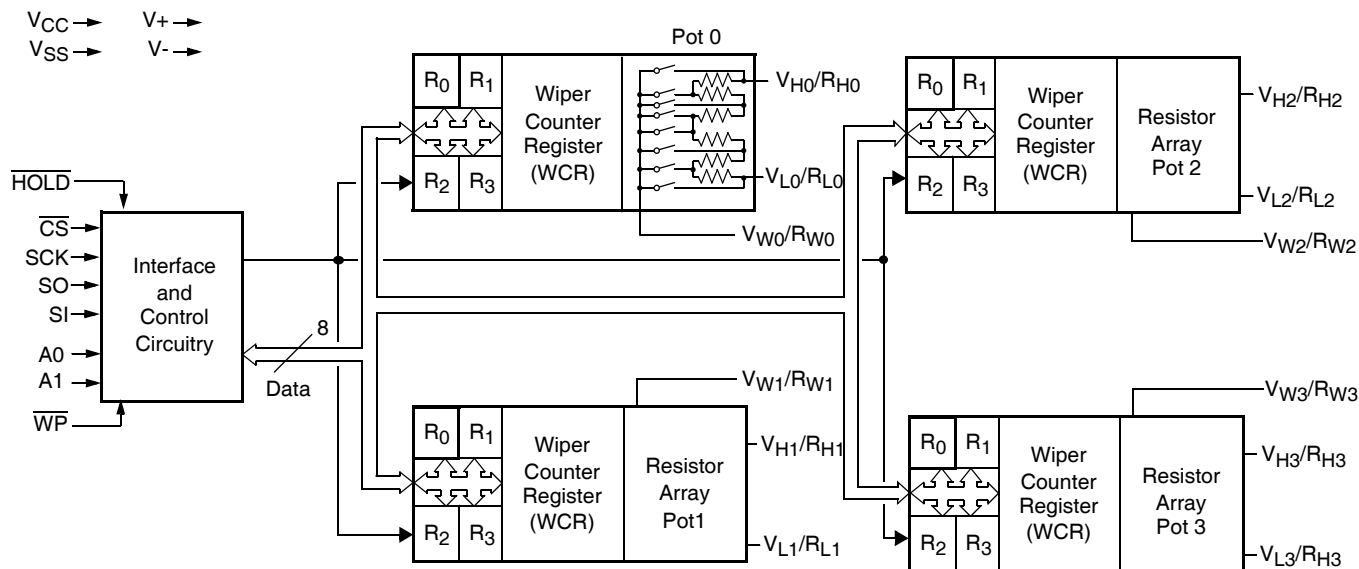 VCC V+
VSS V-
HOLD
CS
SCK
SO
SI
A0
A1
WP
Interface
and
Control
Circuitry
8
Data
Pot 0
R0 R1
R2 R3
Wiper
Counter
Register
(WCR)
VH0/RH0
VL0/RL0
VW0/RW0
R0 R1
R2 R3
Wiper
Counter
Register
(WCR)
Resistor
Array
Pot 2
VH2/RH2
VL2/RL2
VW2/RW2
VW1/RW1
R0 R1
R2 R3
Wiper
Counter
Register
(WCR)
Resistor
Array
Pot1
VH1/RH1
VL1/RL1
VW3/RW3
R0 R1
R2 R3
Wiper
Counter
Register
(WCR)
Resistor
Array
Pot 3
VH3/RH3
VL3/RH3